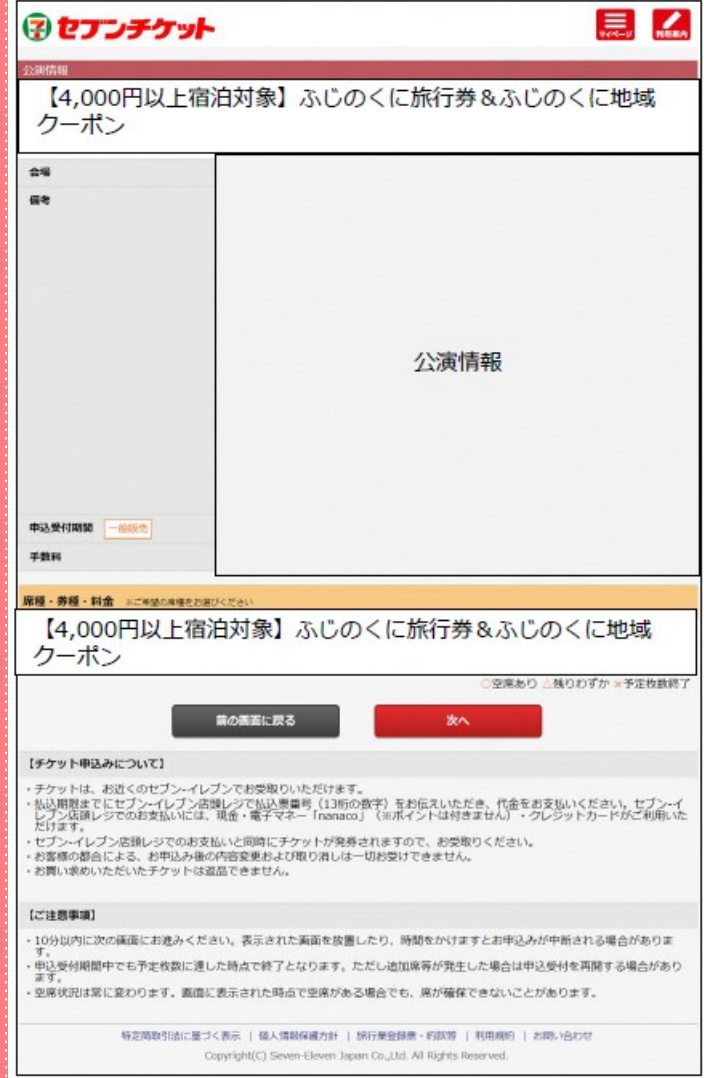 セブンチケット
マイページ
利用案内
公演情報
【4,000円以上宿泊対象】ふじのくに旅行券&ふじのくに地域
クーポン
会場
備考
公演情報
申込受付期間 一般販売
手数料
席種・券種・料金 ※ご希望の席種をお選びください
【4,000円以上宿泊対象】ふじのくに旅行券&ふじのくに地域
クーポン
○空席あり △残りわずか ×予定枚数終了
前の画面に戻る
次へ
【チケット申込みについて】
・チケットは、お近くのセブン-イレブンでお受取りいただけます。
・払込期限までにセブン-イレブン店頭レジで払込票番号(13桁の数字)をお伝えいただき、代金をお支払いください。セブン-イ
レブン店頭レジでのお支払いには、現金・電子マネー「nanaco」(※ポイントは付きません)・クレジットカードがご利用いた
だけます。
・セブン-イレブン店頭レジでのお支払いと同時にチケットが発券されますので、お受取りください。
・お客様の都合による、お申込み後の内容変更および取り消しは一切お受けできません。
・お買い求めいただいたチケットは返品できません。
【ご注意事項】
・10分以内に次の画面にお進みください。表示された画面を放置したり、時間をかけますとお申込みが中断される場合がありま
す。
・申込受付期間中でも予定枚数に達した時点で終了となります。ただし追加席等が発生した場合は申込受付を再開する場合があり
ます。
・空席状況は常に変わります。画面に表示された時点で空席がある場合でも、席が確保できないことがあります。
特定商取引法に基づく表示 | 個人情報保護方針 | 旅行業登録票・約款等 | 利用規約 | お問い合わせ
Copyright(C) Seven-Eleven Japan Co.,Ltd. All Rights Reserved.